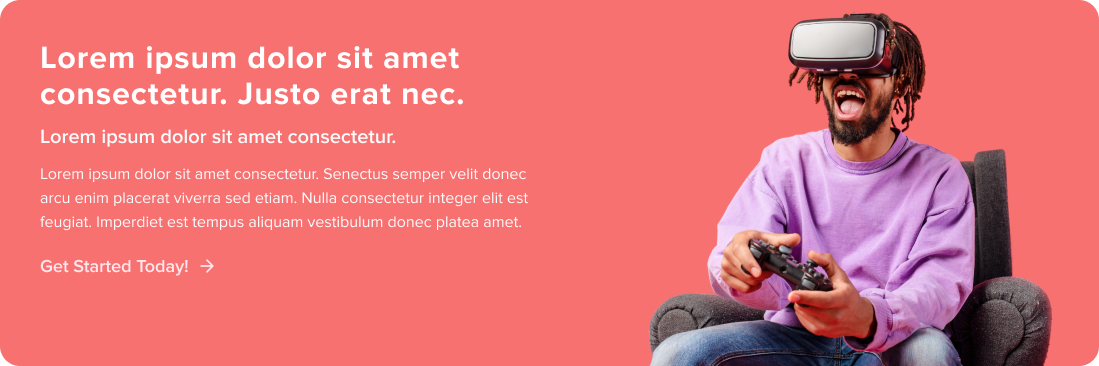 Lorem ipsum dolor sit amet
consectetur. Justo erat nec.
Lorem ipsum dolor sit amet consectetur.
Lorem ipsum dolor sit amet consectetur. Senectus semper velit donec
arcu enim placerat viverra sed etiam. Nulla consectetur integer elit est
feugiat. Imperdiet est tempus aliquam vestibulum donec platea amet.
Get Started Today! →